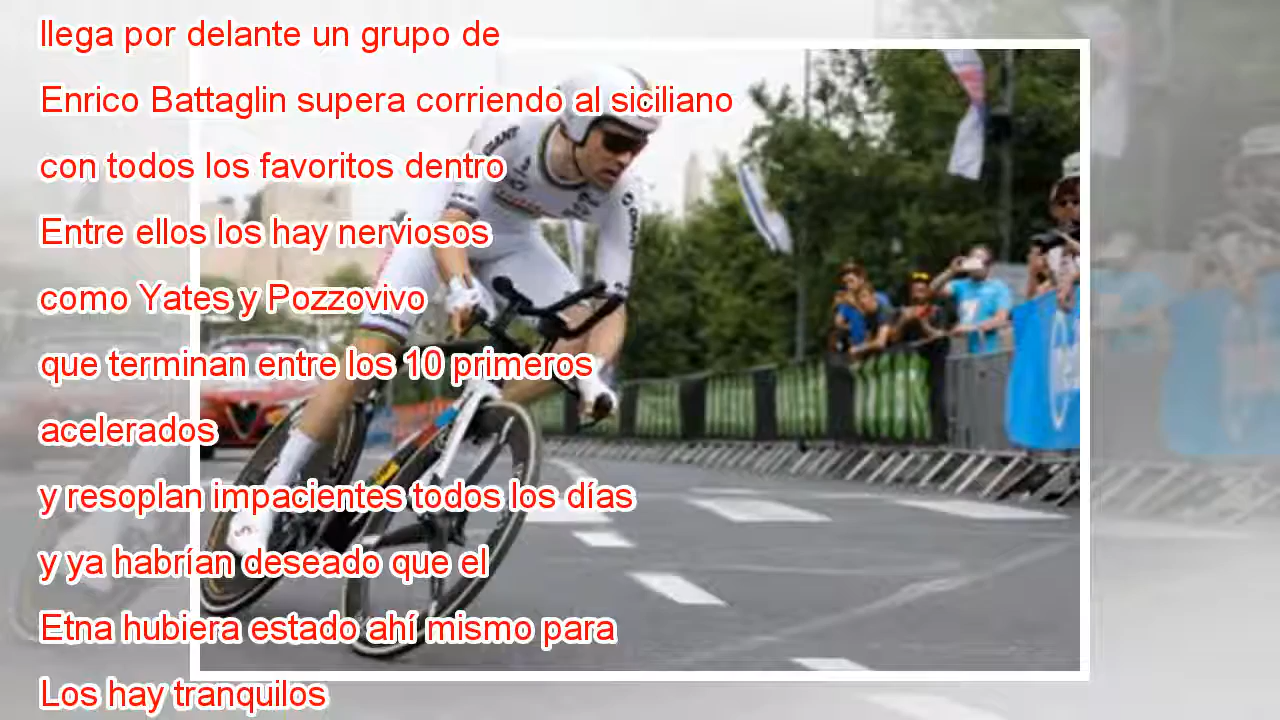 llega por delante un grupo de
Enrico Battaglin supera corriendo al siciliano
con todos los favoritos dentro
Entre ellos los hay nerviosos
como Yates y Pozzovivo
que terminan entre los 10 primeros
acelerados
y resoplan impacientes todos los días
y ya habrían deseado que el
Etna hubiera estado ahí mismo para
Los hay tranquilos